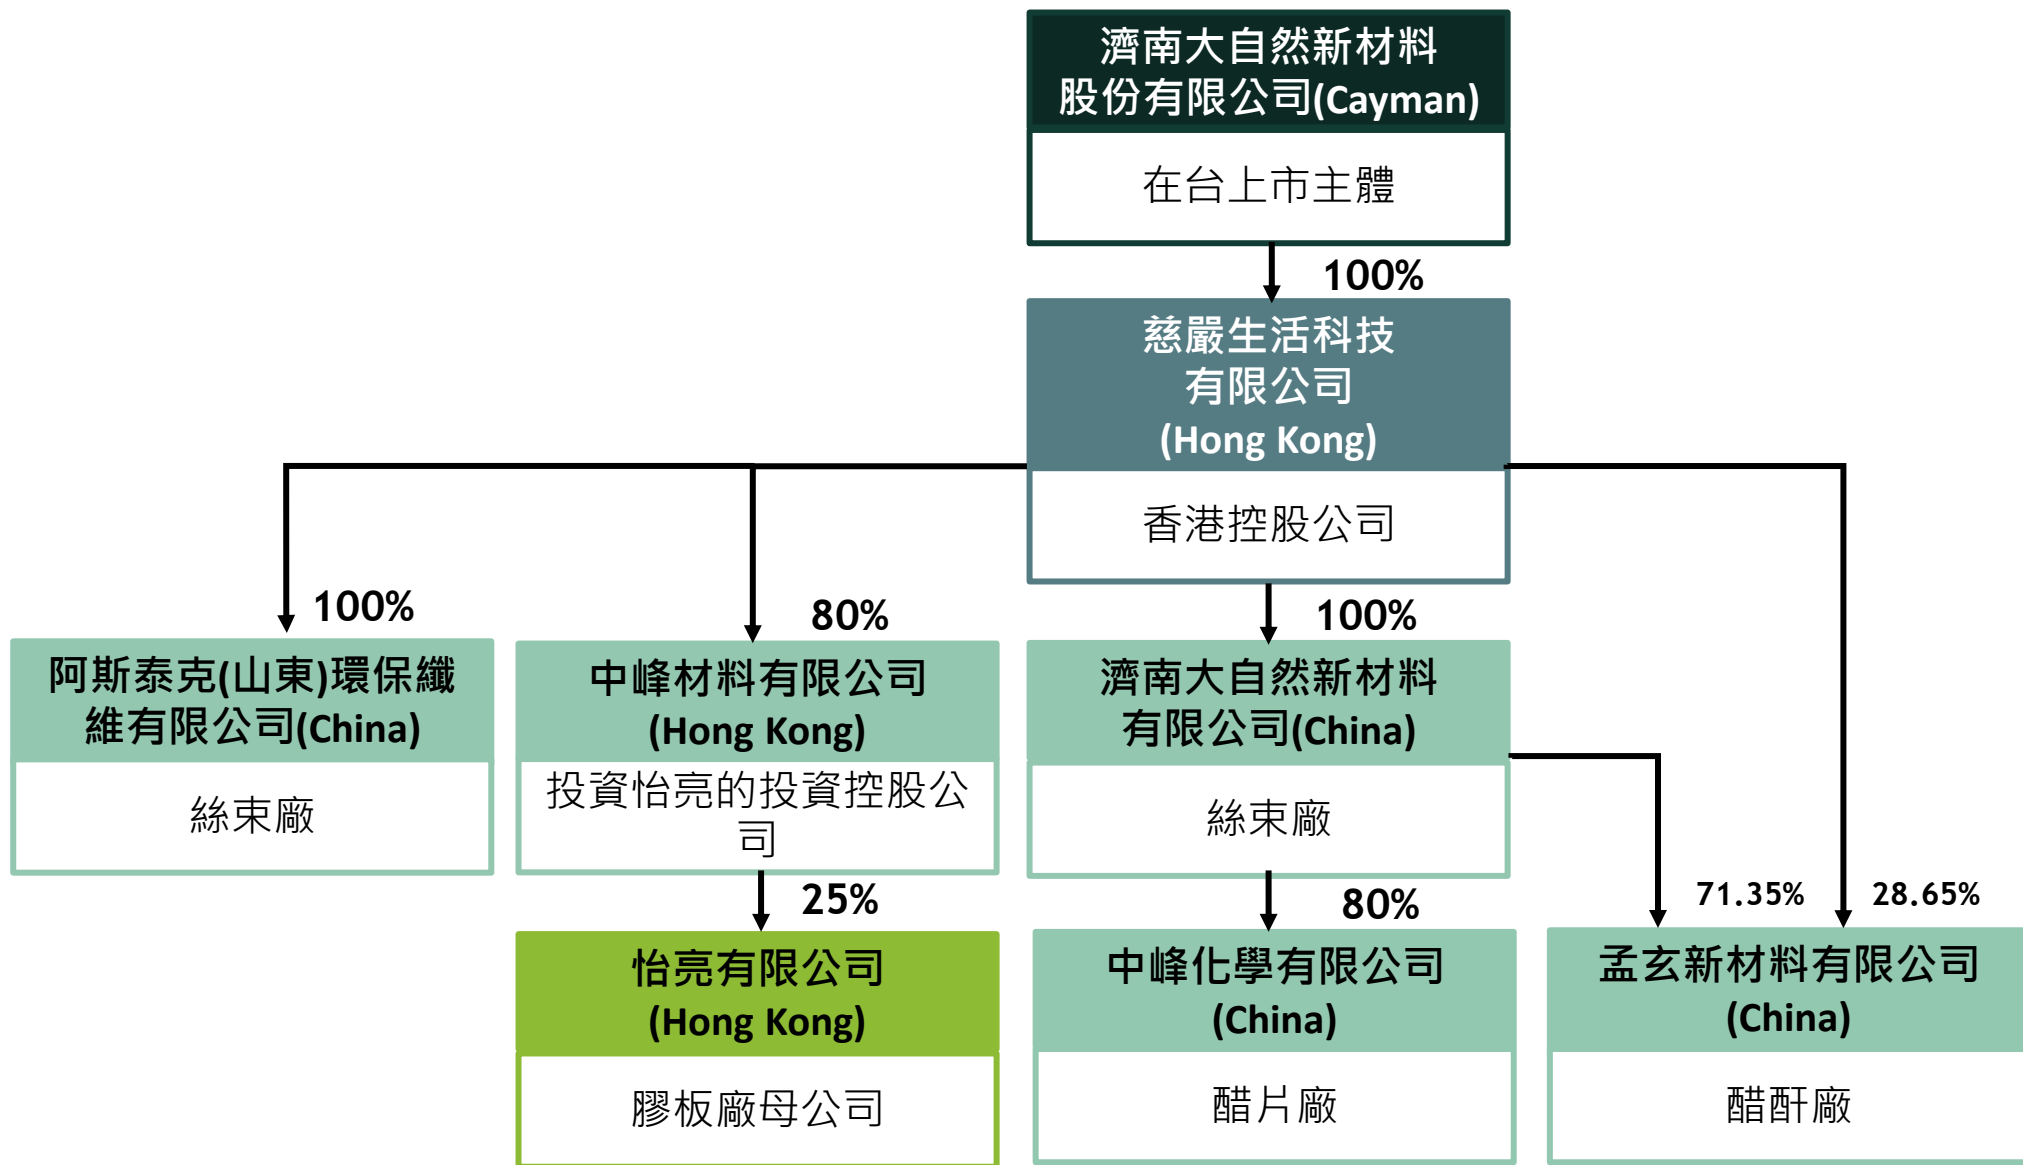 濟南大自然新材料
股份有限公司(Cayman)
在台上市主體
100%
慈嚴生活科技
有限公司
(Hong Kong)
香港控股公司
100%
80%
100%
阿斯泰克(山東)環保纖
維有限公司(China)
絲束廠
中峰材料有限公司
(Hong Kong)
投資怡亮的投資控股公
司
濟南大自然新材料
有限公司(China)
絲束廠
25%
80%
71.35%
28.65%
怡亮有限公司
(Hong Kong)
膠板廠母公司
中峰化學有限公司
(China)
醋片廠
孟玄新材料有限公司
(China)
醋酐廠